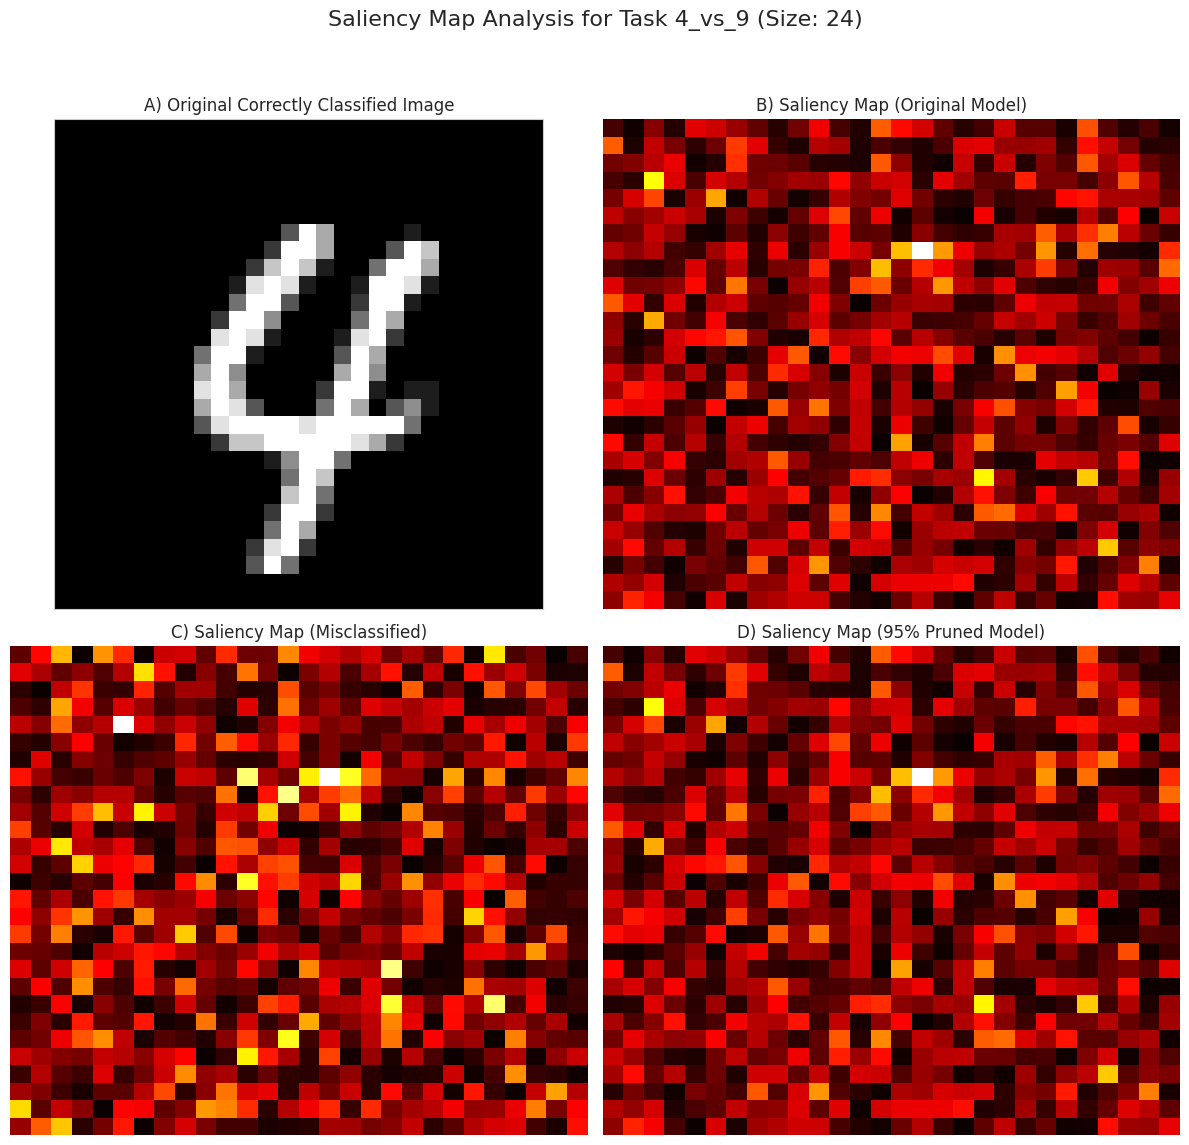 Saliency Map Analysis for Task 4_vs_9 (Size: 24)
A) Original Correctly Classified Image
B) Saliency Map (Original Model)
4
C) Saliency Map (Misclassified)
D) Saliency Map (95% Pruned Model)